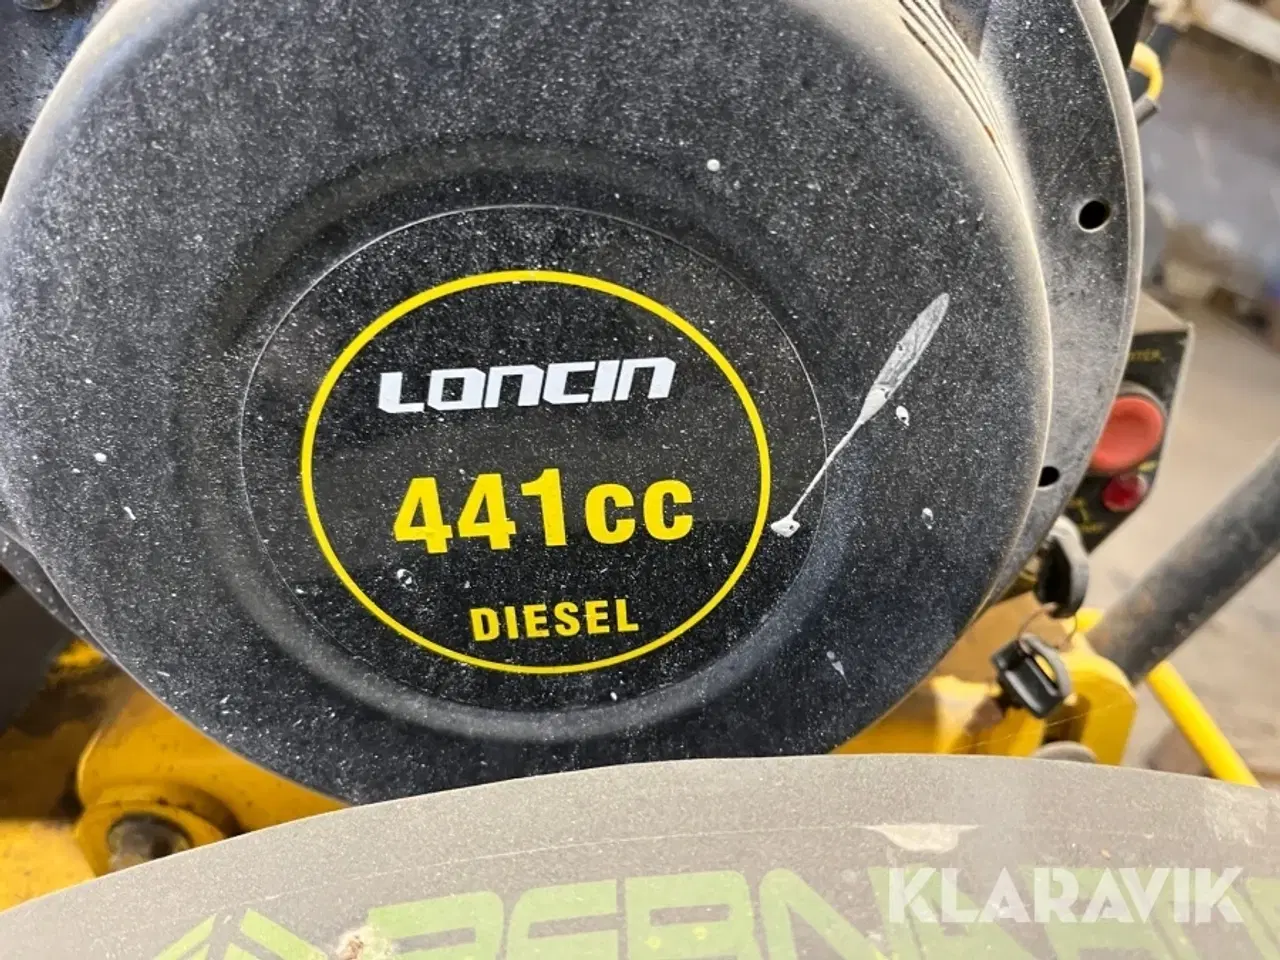 LONCIN
441cc
DIESEL
KLARAVIK